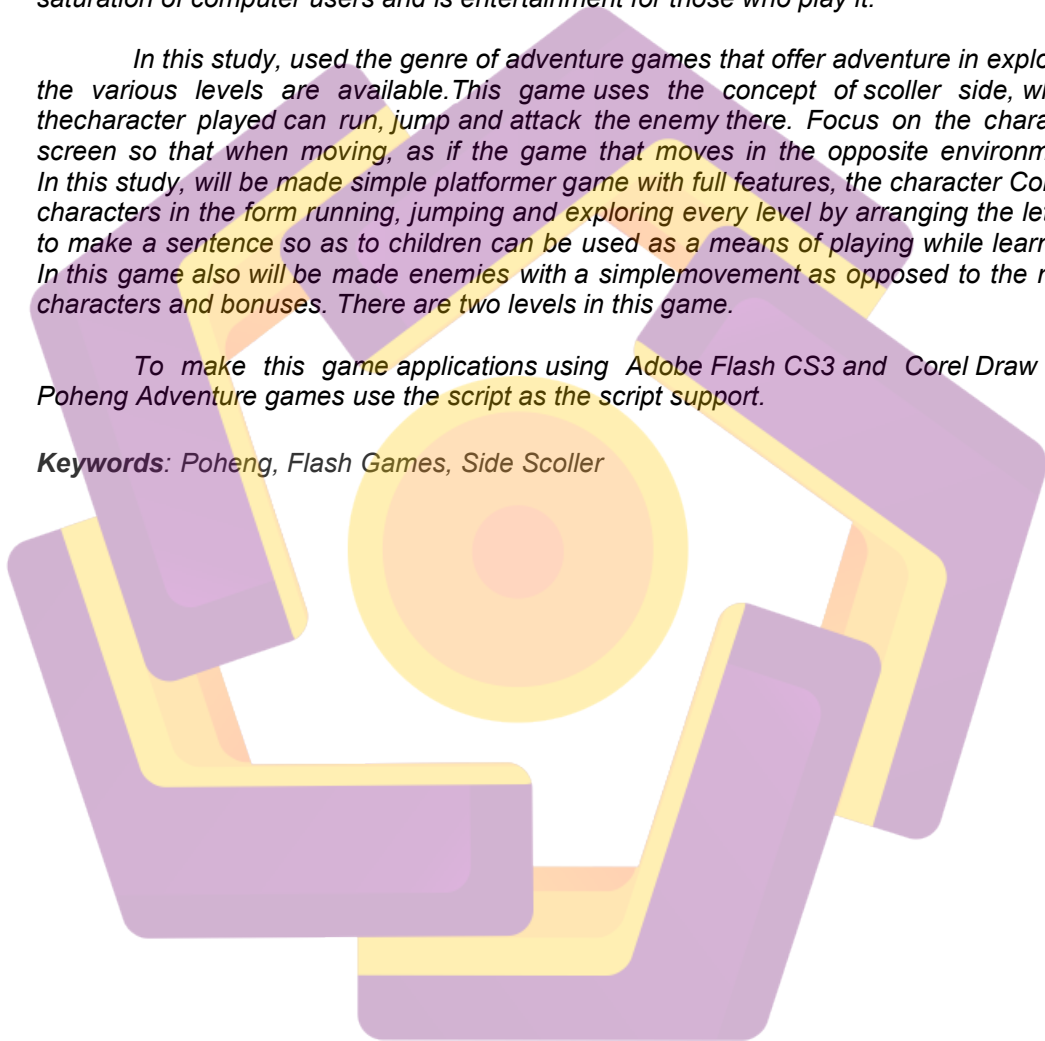 saturation of computer users and is entertainment for those who play it.
In this study, used the genre of adventure games that offer adventure in explo
the various levels are available.This game uses the concept of scoller side, wh
thecharacter played can run, jump and attack the enemy there. Focus on the chara
screen so that when moving, as if the game that moves in the opposite environm
In this study, will be made simple platformer game with full features, the character Co
characters in the form running, jumping and exploring every level by arranging the le
to make a sentence so as to children can be used as a means of playing while learn
In this game also will be made enemies with a simplemovement as opposed to the
characters and bonuses. There are two levels in this game.
To make this game applications using Adobe Flash CS3 and Corel Draw
Poheng Adventure games use the script as the script support.
Keywords: Poheng, Flash Games, Side Scoller